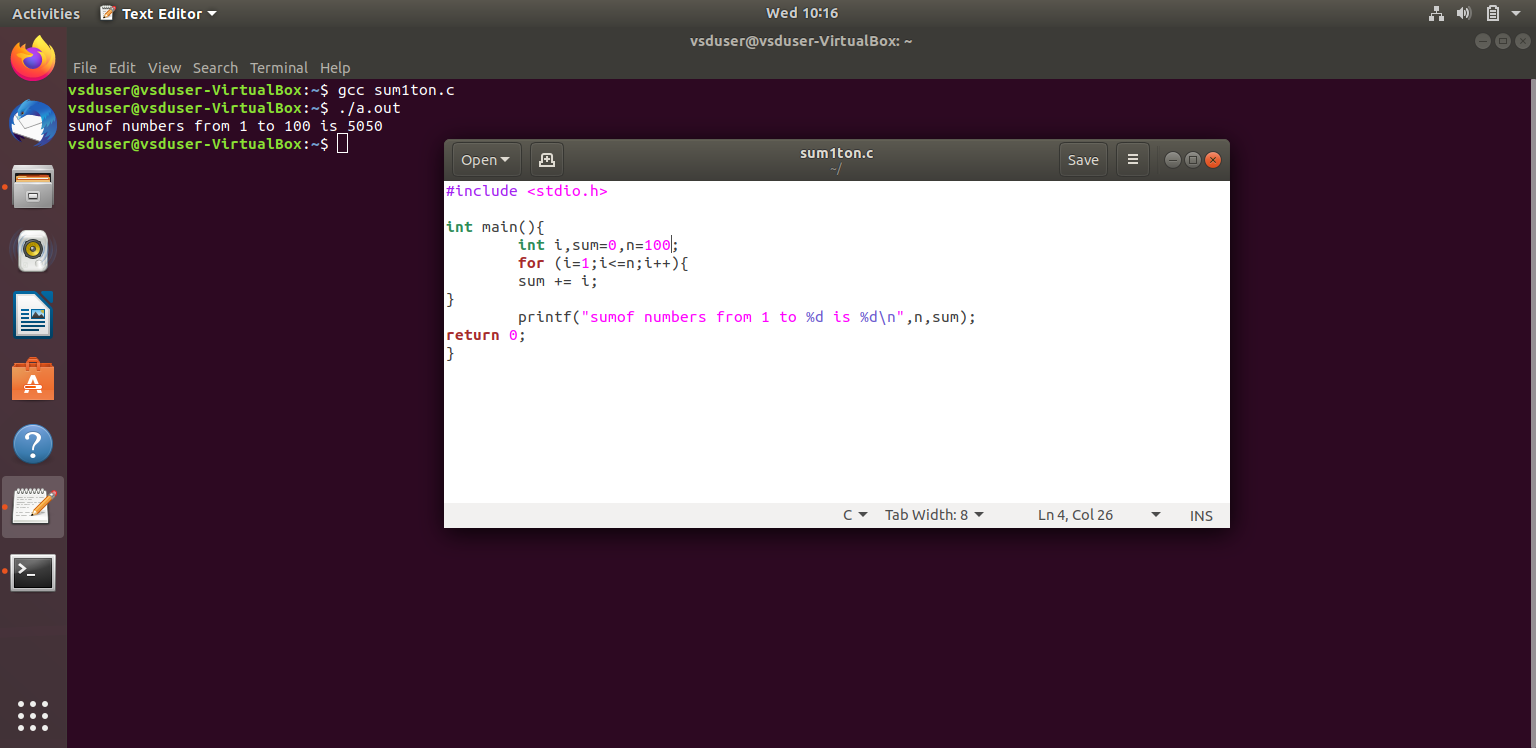 Activities
Text Editor
Wed 10:16
vsduser@vsduser-VirtualBox: ~
File Edit View Search Terminal Help
vsduser@vsduser-VirtualBox:~$ gcc sum1ton.c
vsduser@vsduser-VirtualBox:~$ ./a.out
sumof numbers from 1 to 100 is 5050
vsduser@vsduser-VirtualBox:~$
Open
sum1ton.c
~/
Save
#include <stdio.h>
int main(){
int i,sum=0,n=100;
for (i=1;i<=n;i++){
sum += i;
}
printf("sumof numbers from 1 to %d is %d\n",n,sum);
return 0;
}
C
Tab Width: 8
Ln 4, Col 26
INS